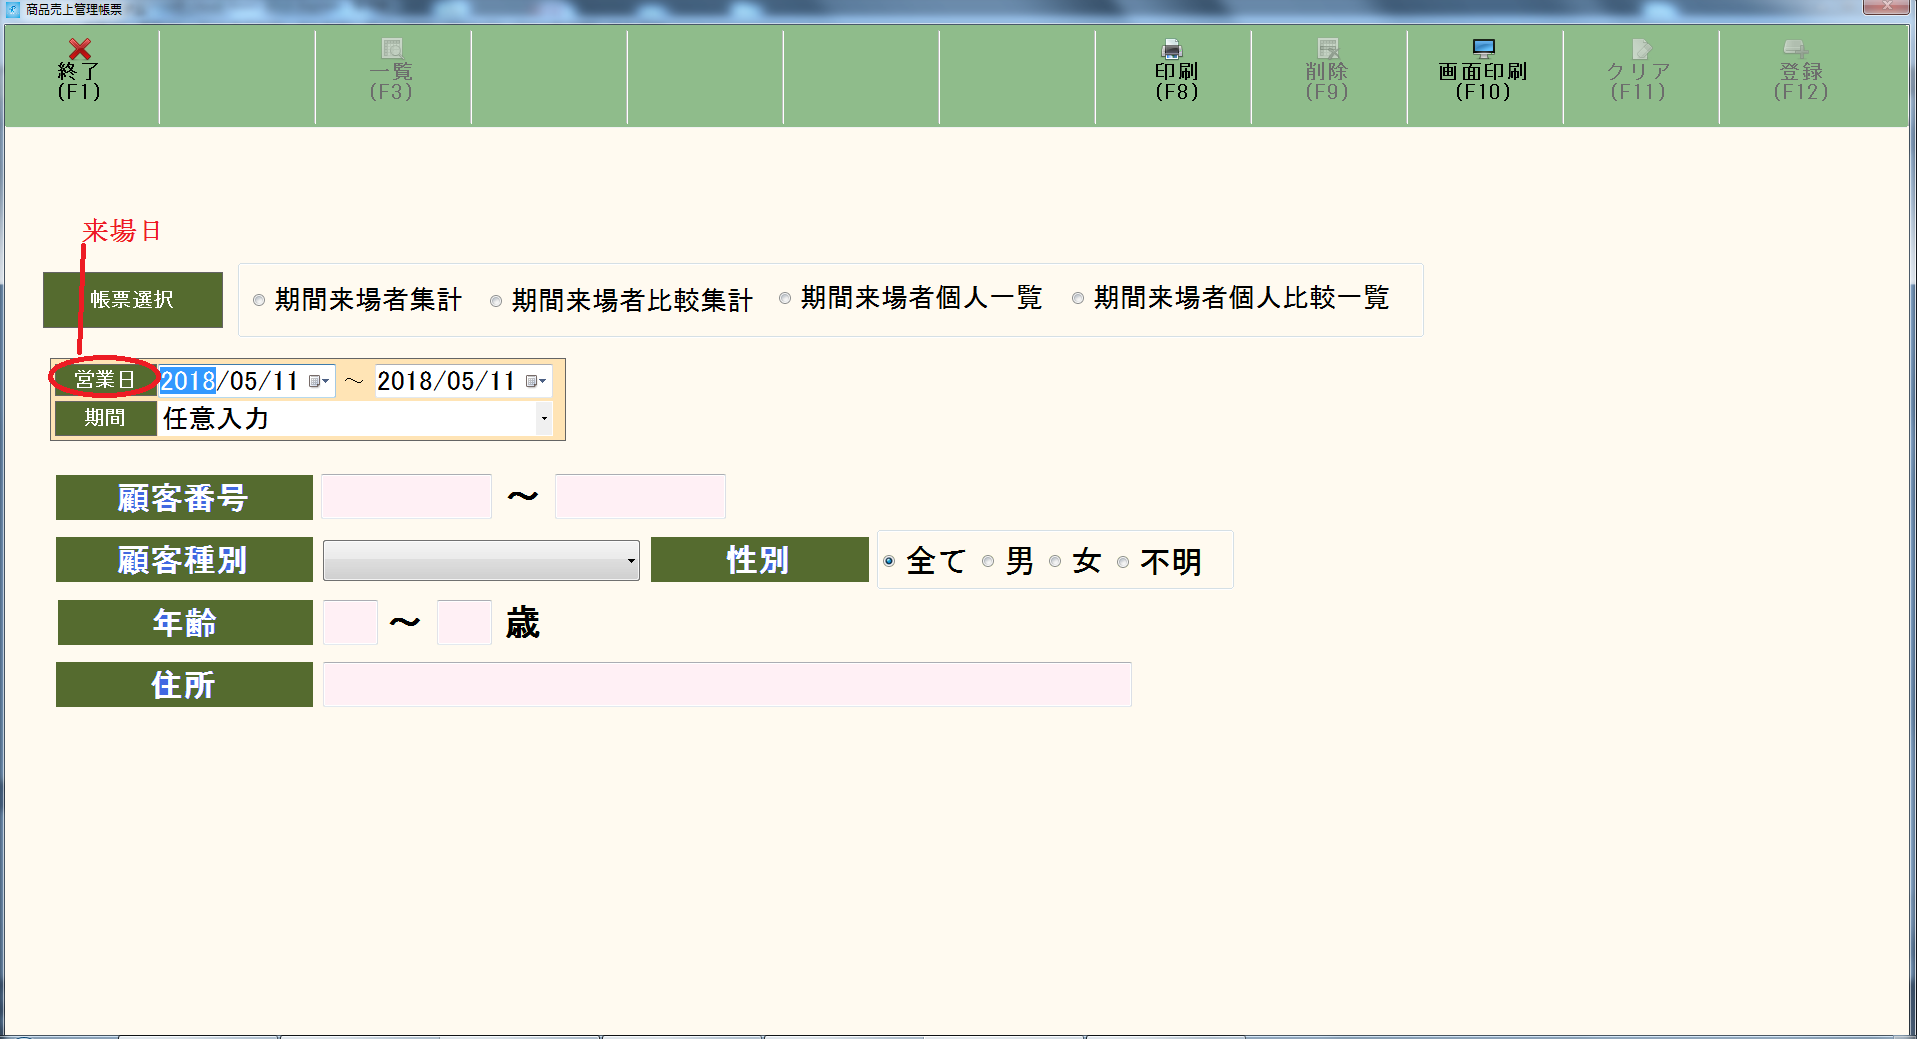 商品売上管理帳票
終了
(F1)
一覧
(F3)
印刷
(F8)
削除
(F9)
画面印刷
(F10)
クリア
(F11)
登録
(F12)
来場日
帳票選択 期間来場者集計 期間来場者比較集計 期間来場者個人一覧 期間来場者個人比較一覧
営業日 2018/05/11 ～ 2018/05/11
期間 任意入力
顧客番号 ～
顧客種別 性別 全て 男 女 不明
年齢 ～ 歳
住所